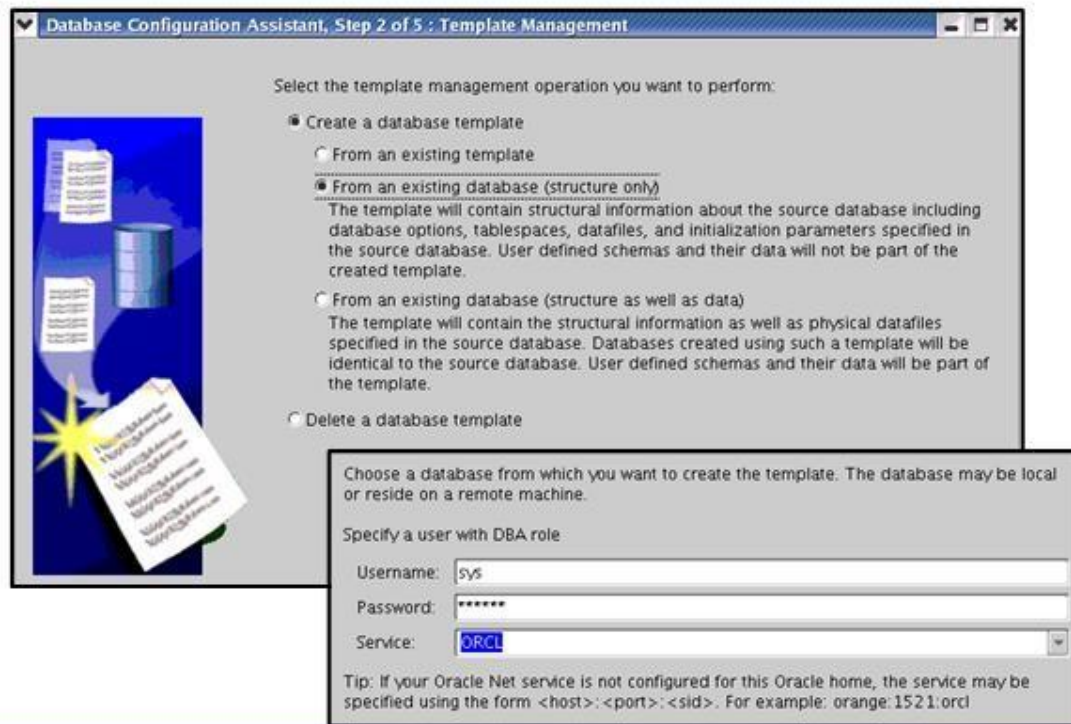 Database Configuration Assistant, Step 2 of 5 : Template Management
Select the template management operation you want to perform:
Create a database template
From an existing template
From an existing database (structure only)
The template will contain structural information about the source database including
database options, tablespaces, datafiles, and initialization parameters specified in
the source database. User defined schemas and their data will not be part of the
created template.
From an existing database (structure as well as data)
The template will contain the structural information as well as physical datafiles
specified in the source database. Databases created using such a template will be
identical to the source database. User defined schemas and their data will be part of
the template.
Delete a database template
Choose a database from which you want to create the template. The database may be local
or reside on a remote machine.
Specify a user with DBA role
Username: sys
Password: ******
Service: ORCL
Tip: If your Oracle Net service is not configured for this Oracle home, the service may be
specified using the form <host>:<port>:<sid>. For example: orange:1521:orcl